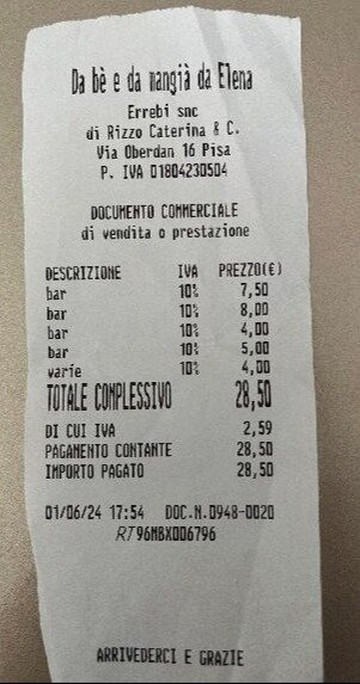 Da bè e da mangià da Elena
Errebi snc
di Rizzo Caterina & C.
Via Oberdan 16 Pisa
P. IVA 01804230504
DOCUMENTO COMMERCIALE
di vendita o prestazione
DESCRIZIONE IVA PREZZO(€)
bar 10% 7,50
bar 10% 8,00
bar 10% 4,00
bar 10% 5,00
varie 10% 4,00
TOTALE COMPLESSIVO 28,50
DI CUI IVA 2,59
PAGAMENTO CONTANTE 28,50
IMPORTO PAGATO 28,50
01/06/24 17:54 DOC.N.0948-0020
RT96MBX006796
ARRIVEDERCI E GRAZIE